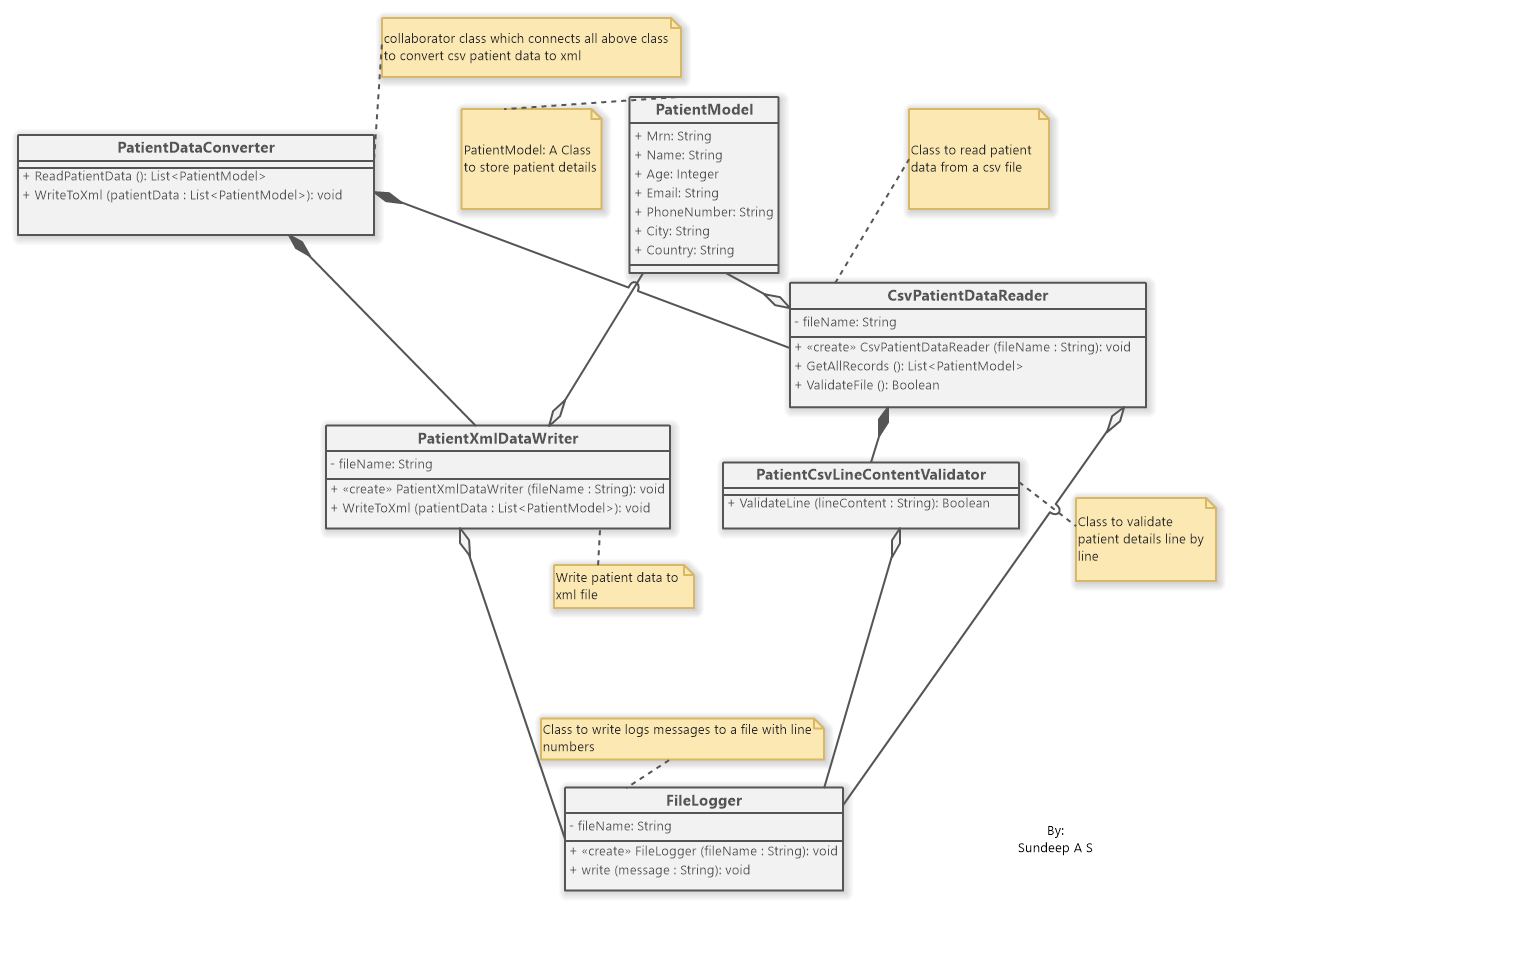 collaborator class which connects all above class
to convert csv patient data to xml
PatientDataConverter
+ ReadPatientData (): List<PatientModel>
+ WriteToXml (patientData : List<PatientModel>): void
PatientModel: A Class
to store patient details
PatientModel
+ Mrn: String
+ Name: String
+ Age: Integer
+ Email: String
+ PhoneNumber: String
+ City: String
+ Country: String
Class to read patient
data from a csv file
CsvPatientDataReader
- fileName: String
+ «create» CsvPatientDataReader (fileName : String): void
+ GetAllRecords (): List<PatientModel>
+ ValidateFile (): Boolean
PatientXmlDataWriter
- fileName: String
+ «create» PatientXmlDataWriter (fileName : String): void
+ WriteToXml (patientData : List<PatientModel>): void
PatientCsvLineContentValidator
+ ValidateLine (lineContent : String): Boolean
Class to validate
patient details line by
line
Write patient data to
xml file
Class to write logs messages to a file with line
numbers
FileLogger
- fileName: String
+ «create» FileLogger (fileName : String): void
+ write (message : String): void
By:
Sundeep A S